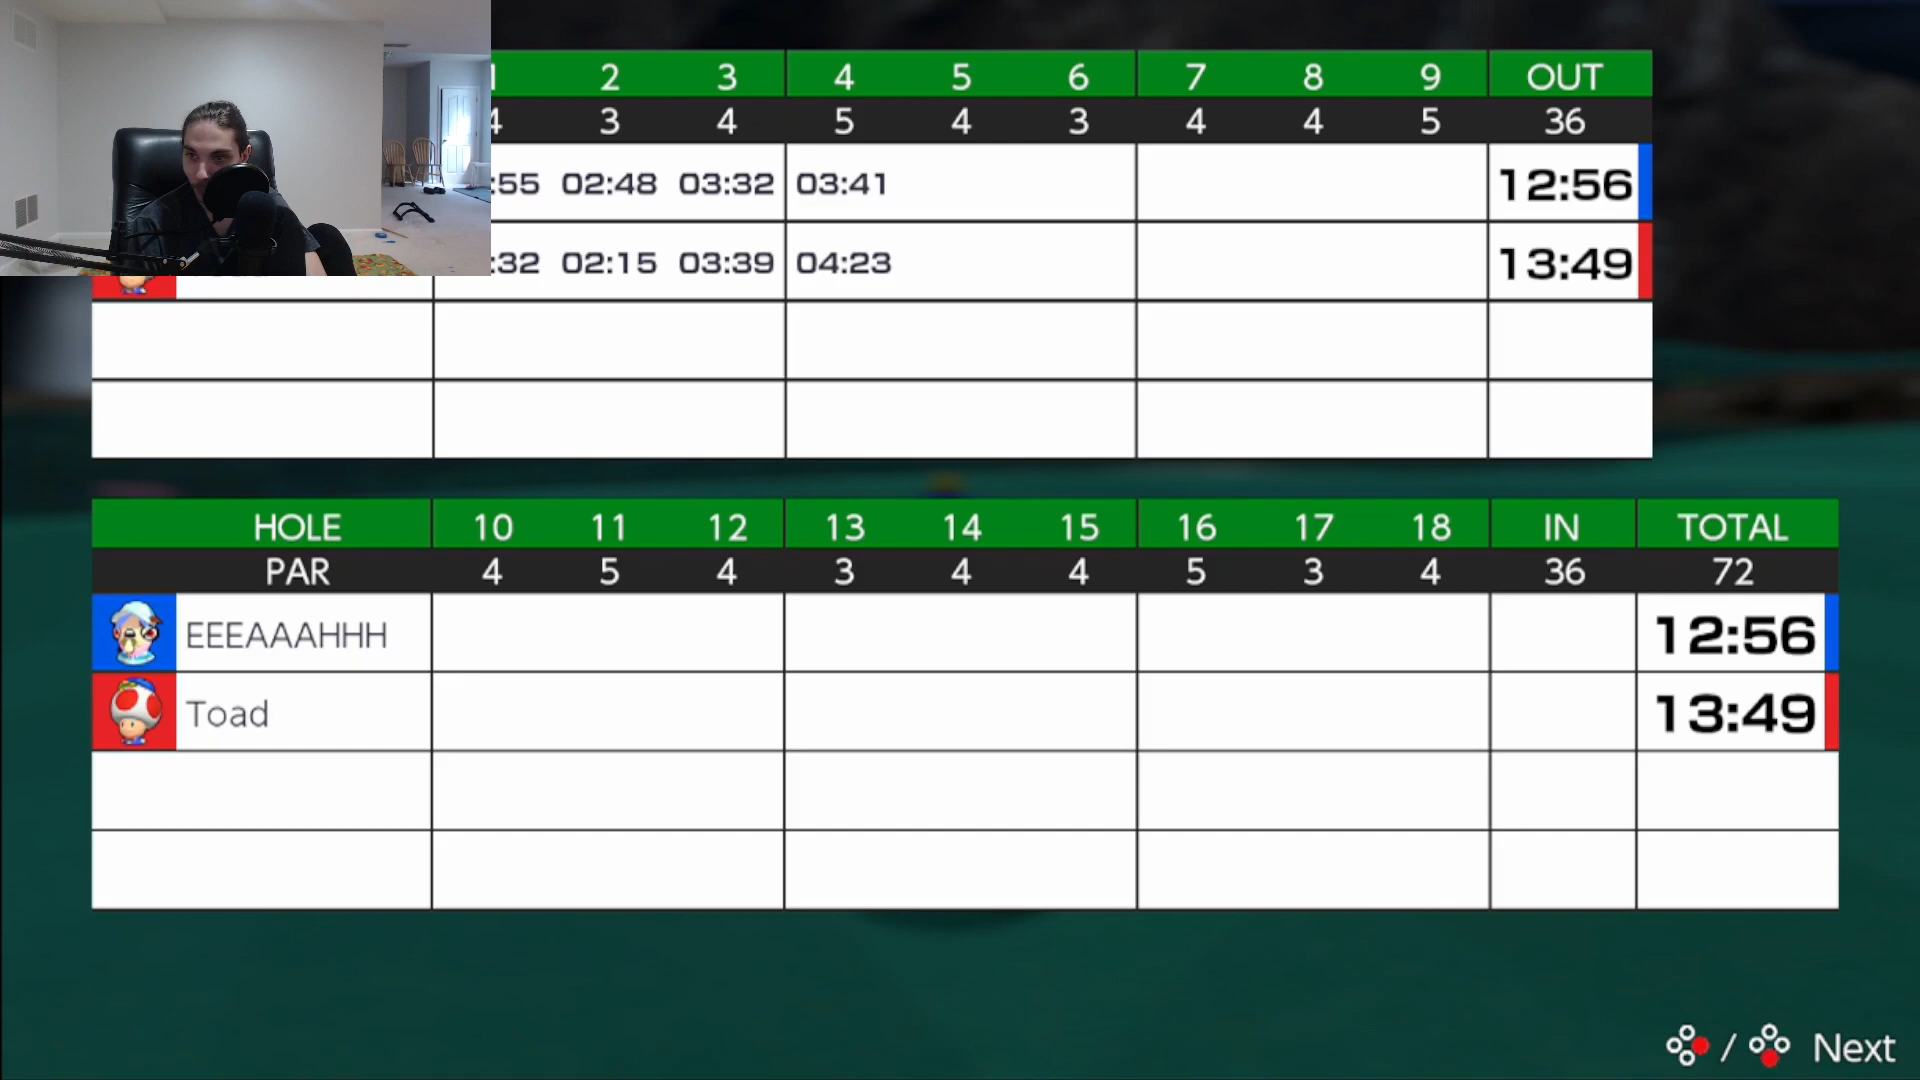 2 3 4 5 6 7 8 9 OUT
3 4 5 4 3 4 4 5 36
:55 02:48 03:32 03:41 12:56
:32 02:15 03:39 04:23 13:49
HOLE 10 11 12 13 14 15 16 17 18 IN TOTAL
PAR 4 5 4 3 4 4 5 3 4 36 72
EEEAAAHHH 12:56
Toad 13:49
/ Next